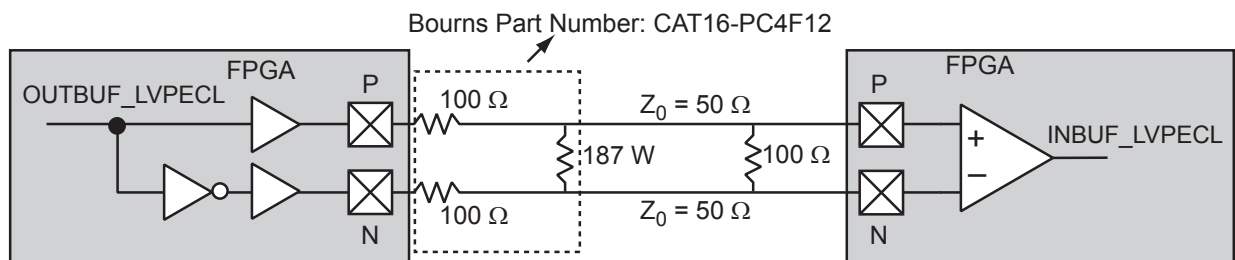 Bourns Part Number: CAT16-PC4F12
FPGA
OUTBUF_LVPECL
P
100 Ω
Z0 = 50 Ω
187 W
100 Ω
N
100 Ω
Z0 = 50 Ω
FPGA
P
+
−
INBUF_LVPECL
N